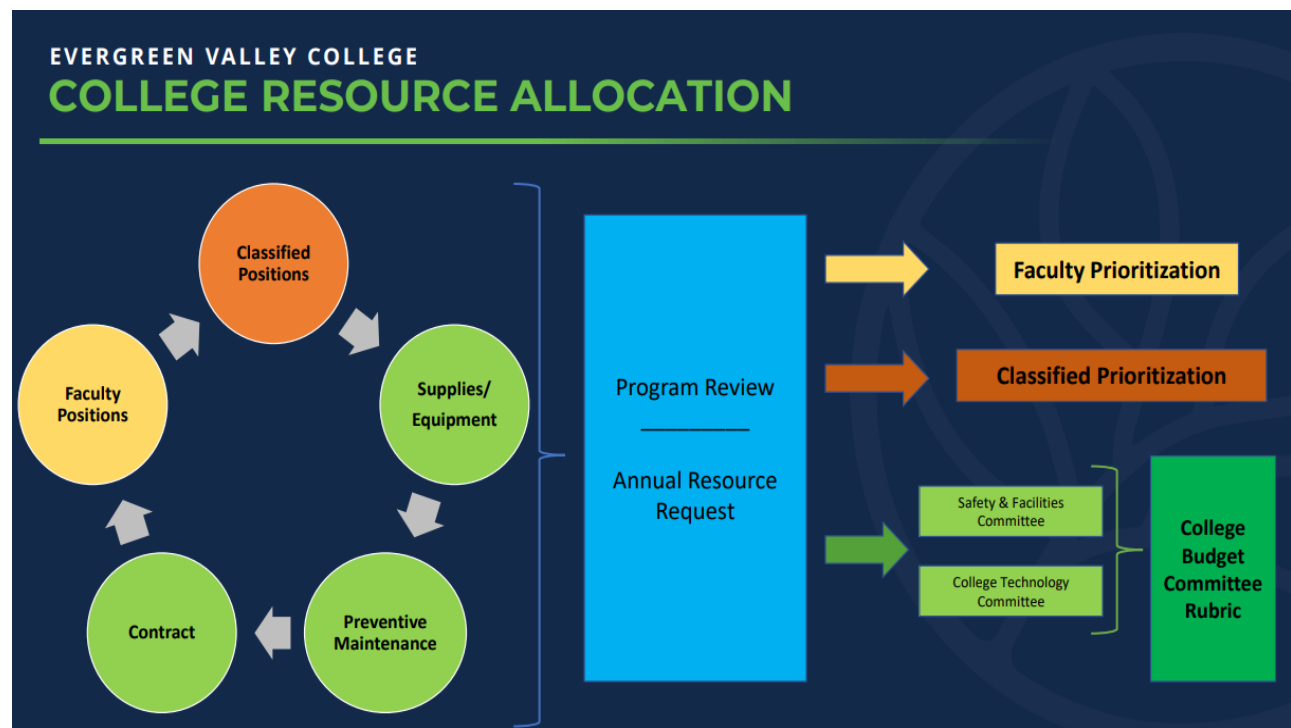 EVERGREEN VALLEY COLLEGE
COLLEGE RESOURCE ALLOCATION
Classified
Positions
Faculty
Positions
Supplies/
Equipment
Contract
Preventive
Maintenance
Program Review
Annual Resource
Request
Faculty Prioritization
Classified Prioritization
Safety & Facilities
Committee
College Technology
Committee
College
Budget
Committee
Rubric